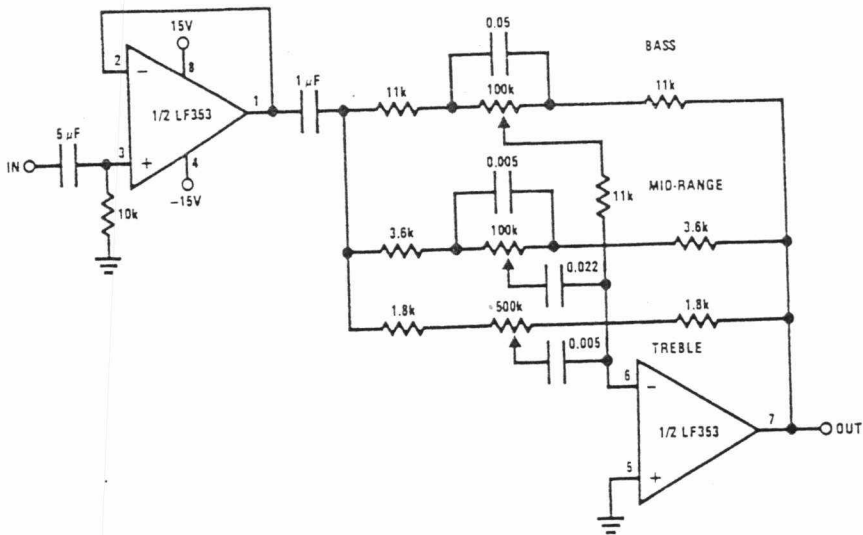 0.05
BASS
15V
2
−
8
1 µF
11k
100k
11k
1/2 LF353
1
5 µF
0.005
IN
3
+
4
11k
MID-RANGE
−15V
10k
3.6k
100k
3.6k
0.022
1.8k
500k
1.8k
0.005
TREBLE
6
−
1/2 LF353
7
OUT
5
+